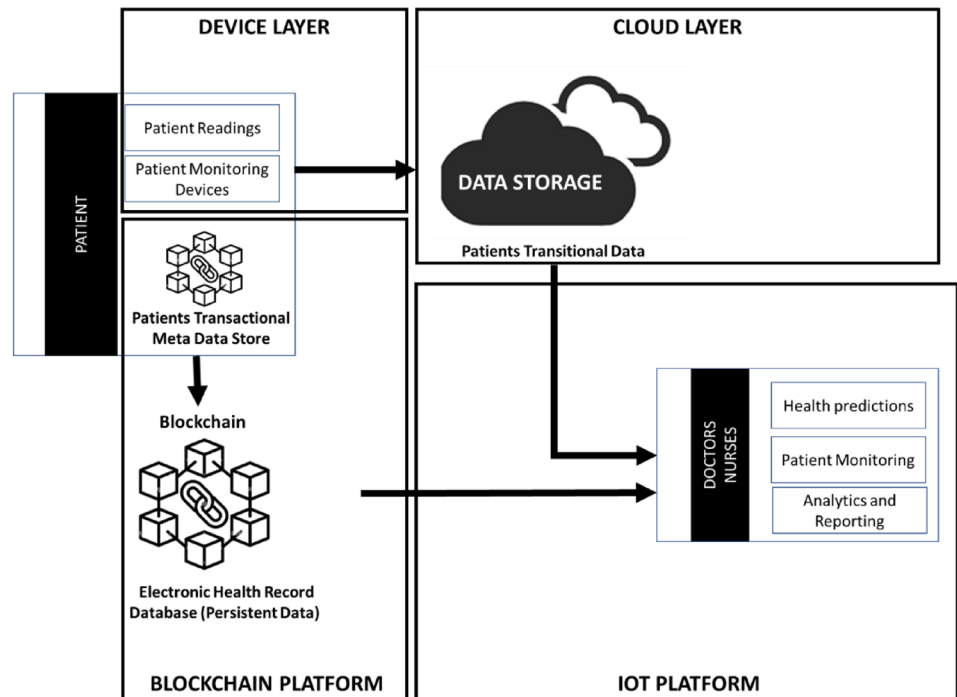 DEVICE LAYER
CLOUD LAYER
PATIENT
Patient Readings
Patient Monitoring
Devices
DATA STORAGE
Patients Transitional Data
Patients Transactional
Meta Data Store
Blockchain
Electronic Health Record
Database (Persistent Data)
BLOCKCHAIN PLATFORM
DOCTORS
NURSES
Health predictions
Patient Monitoring
Analytics and
Reporting
IOT PLATFORM